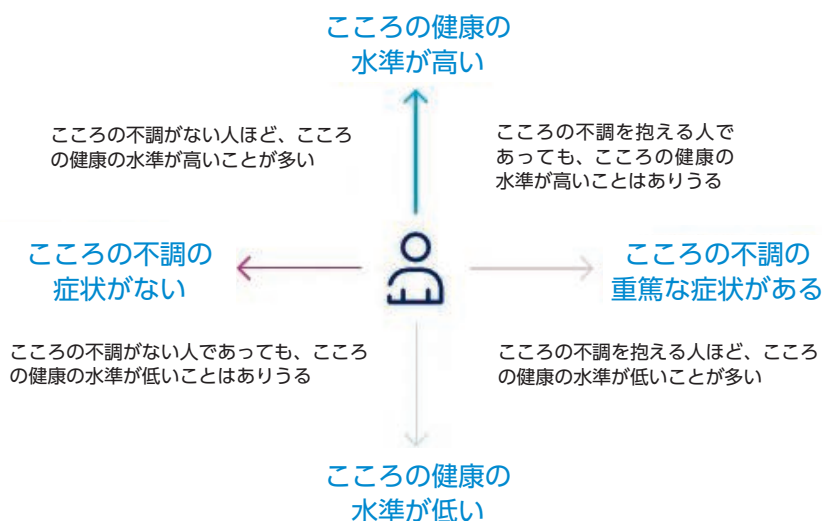 こころの健康の
水準が高い
こころの不調がない人ほど、こころ
の健康の水準が高いことが多い
こころの不調を抱える人で
あっても、こころの健康の
水準が高いことはありうる
こころの不調の
症状がない
こころの不調の
重篤な症状がある
こころの不調がない人であっても、こころ
の健康の水準が低いことはありうる
こころの不調を抱える人ほど、こころ
の健康の水準が低いことが多い
こころの健康の
水準が低い